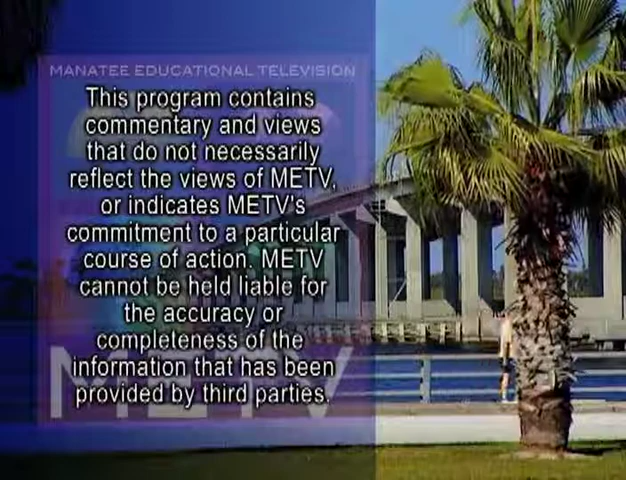 MANATEE EDUCATIONAL TELEVISION
This program contains
commentary and views
that do not necessarily
reflect the views of METV,
or indicates METV's
commitment to a particular
course of action. METV
cannot be held liable for
the accuracy or
completeness of the
information that has been
provided by third parties.
METV